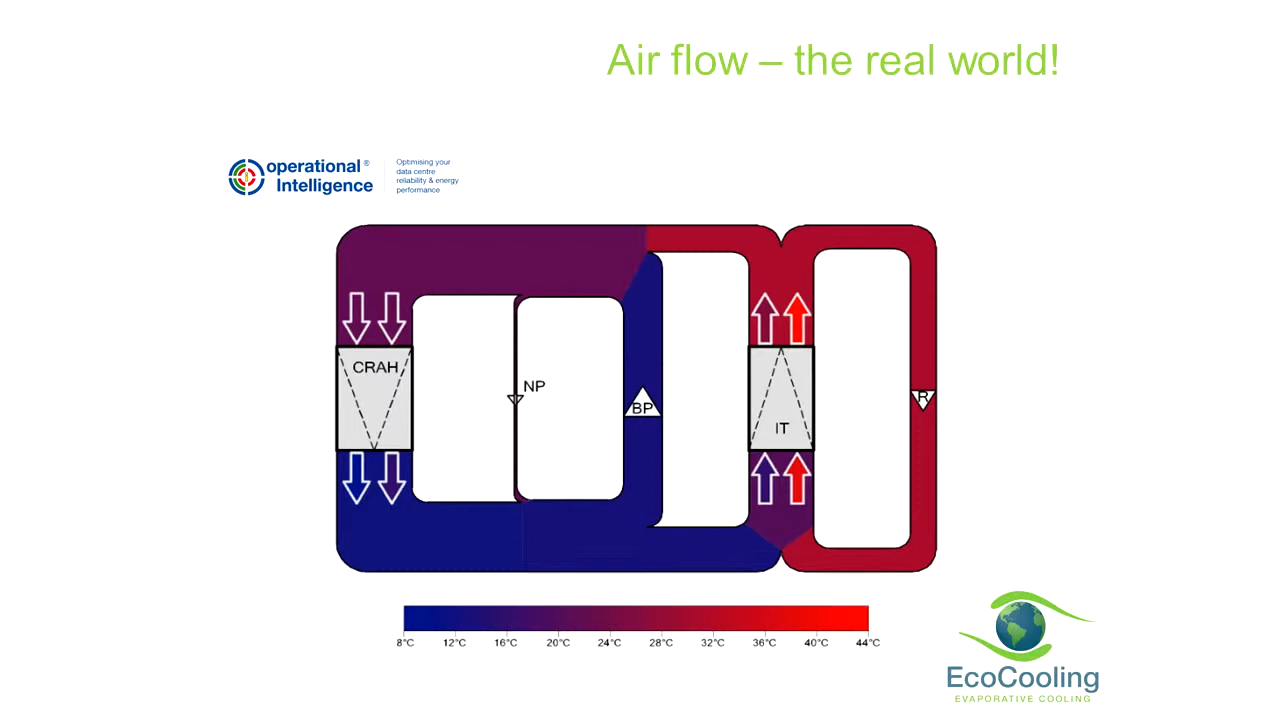 Air flow – the real world!
operational®
Intelligence
Optimising your
data centre
reliability & energy
performance
CRAH
NP
BP
R
IT
8°C 12°C 16°C 20°C 24°C 28°C 32°C 36°C 40°C 44°C
EcoCooling
EVAPORATIVE COOLING